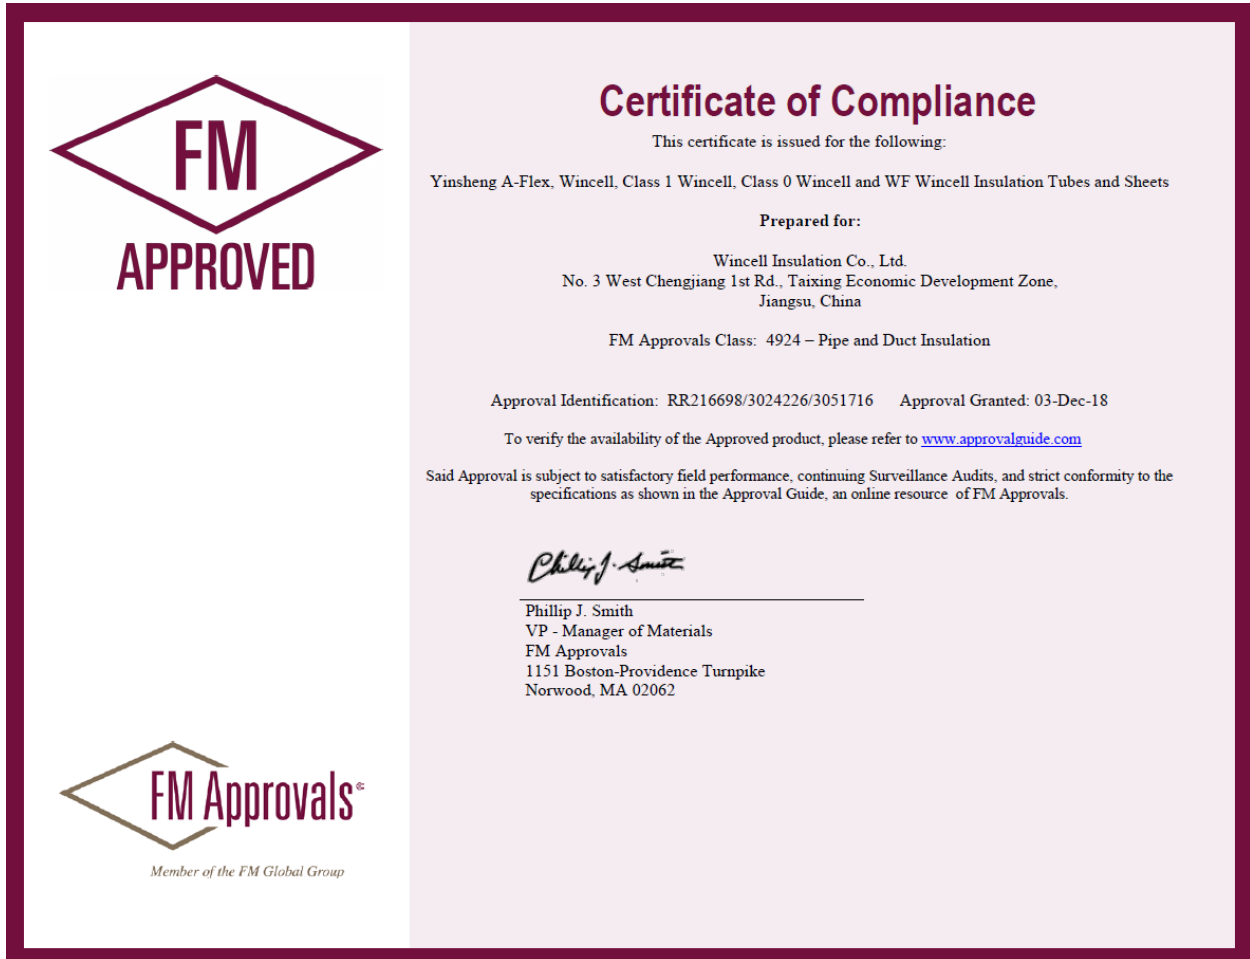 FM
APPROVED
Certificate of Compliance
This certificate is issued for the following:
Yinsheng A-Flex, Wincell, Class 1 Wincell, Class 0 Wincell and WF Wincell Insulation Tubes and Sheets
Prepared for:
Wincell Insulation Co., Ltd.
No. 3 West Chengjiang 1st Rd., Taixing Economic Development Zone,
Jiangsu, China
FM Approvals Class: 4924 – Pipe and Duct Insulation
Approval Identification: RR216698/3024226/3051716 Approval Granted: 03-Dec-18
To verify the availability of the Approved product, please refer to www.approvalguide.com
Said Approval is subject to satisfactory field performance, continuing Surveillance Audits, and strict conformity to the
specifications as shown in the Approval Guide, an online resource of FM Approvals.
Phillip J. Smith
Phillip J. Smith
VP - Manager of Materials
FM Approvals
1151 Boston-Providence Turnpike
Norwood, MA 02062
FM Approvals®
Member of the FM Global Group